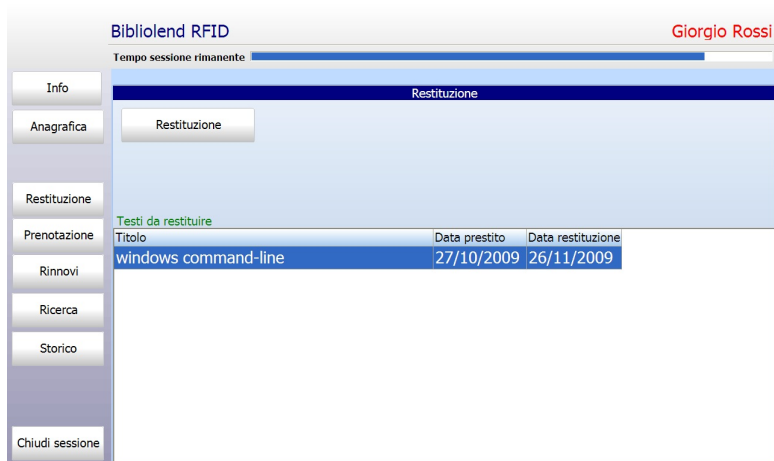 Bibliolend RFID Giorgio Rossi
Tempo sessione rimanente
Info
Anagrafica
Restituzione
Prenotazione
Rinnovi
Ricerca
Storico
Chiudi sessione
Restituzione
Restituzione
Testi da restituire
Titolo Data prestito Data restituzione
windows command-line 27/10/2009 26/11/2009